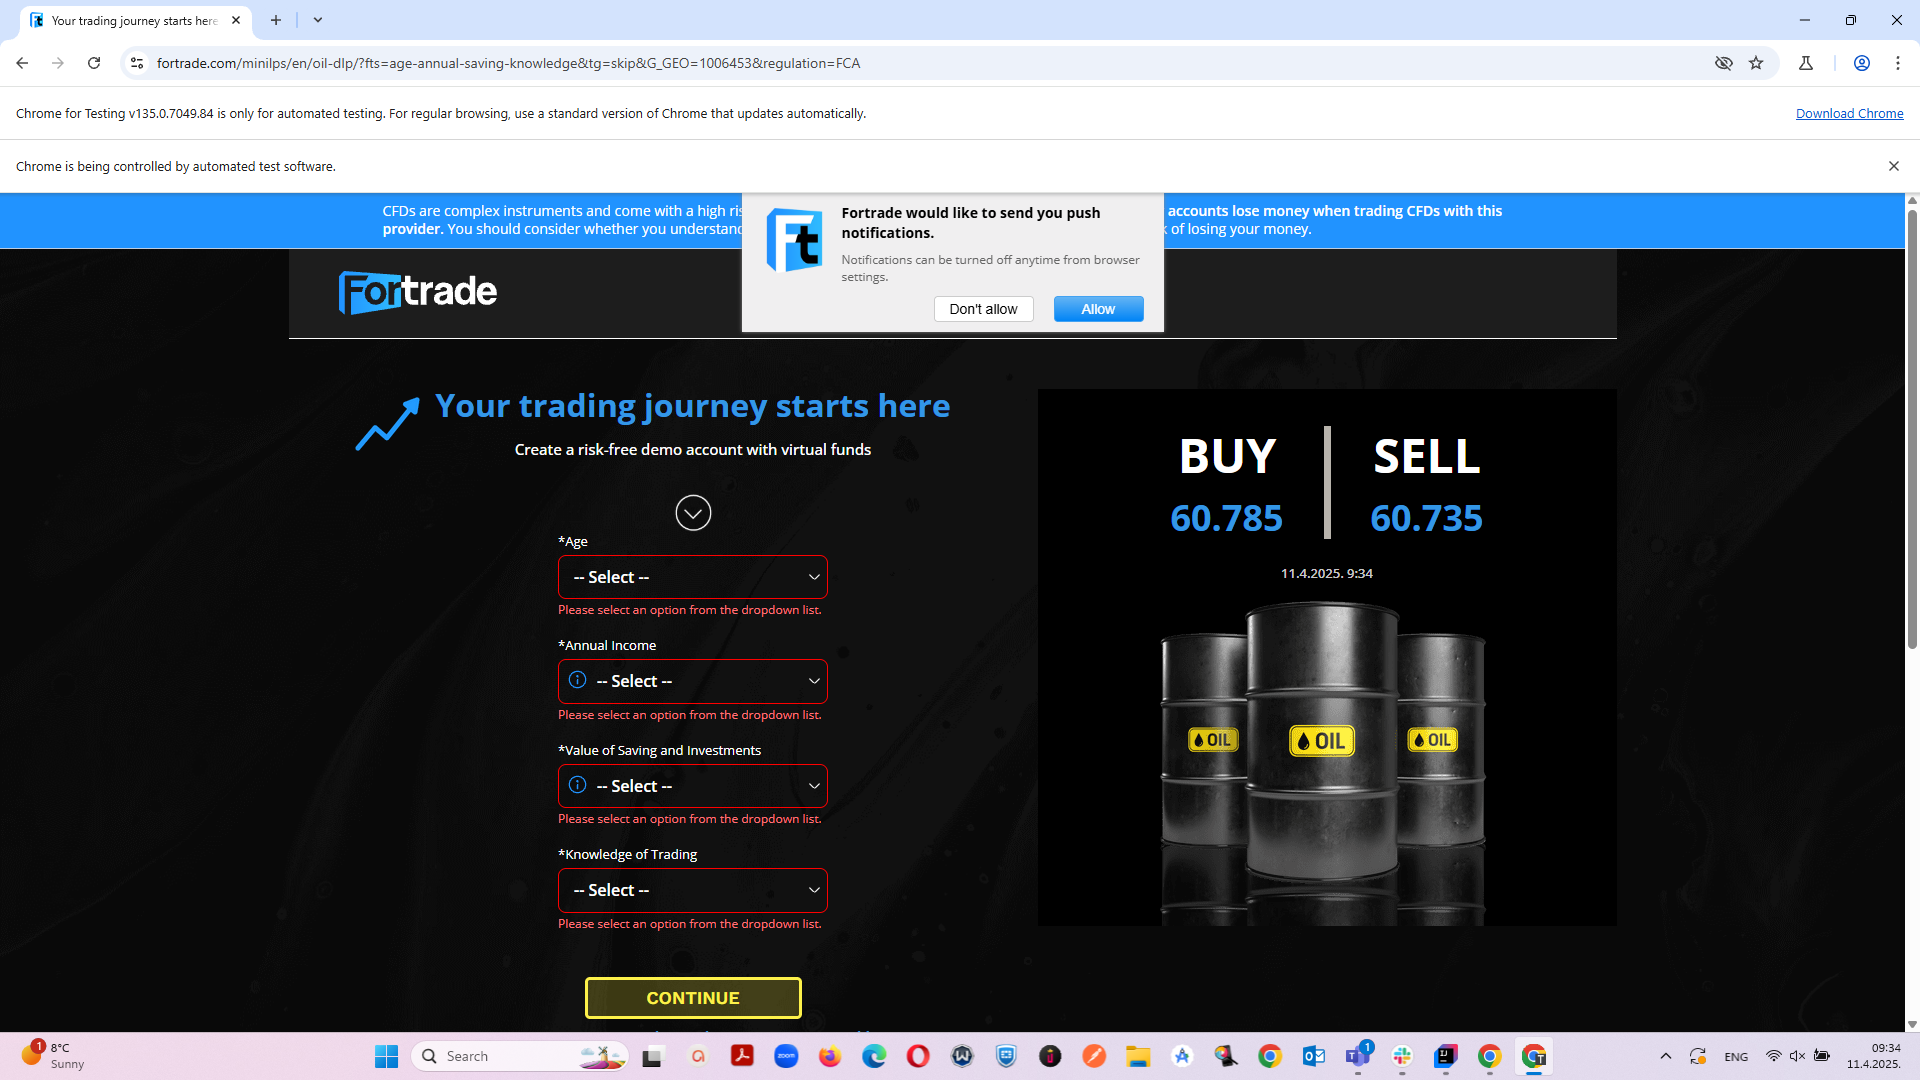 Your trading journey starts here
fortrade.com/minilps/en/oil-dlp/?fts=age-annual-saving-knowledge&tg=skip&G_GEO=1006453&regulation=FCA
Chrome for Testing v135.0.7049.84 is only for automated testing. For regular browsing, use a standard version of Chrome that updates automatically.
Download Chrome
Chrome is being controlled by automated test software.
CFDs are complex instruments and come with a high
accounts lose money when trading CFDs with this
provider. You should consider whether you
of losing your money.
Ft
Fortrade would like to send you push
notifications.
Notifications can be turned off anytime from browser
settings.
Don't allow
Allow
Fortrade
Your trading journey starts here
Create a risk-free demo account with virtual funds
*Age
-- Select --
Please select an option from the dropdown list.
*Annual Income
-- Select --
Please select an option from the dropdown list.
*Value of Saving and Investments
-- Select --
Please select an option from the dropdown list.
*Knowledge of Trading
-- Select --
Please select an option from the dropdown list.
CONTINUE
BUY
SELL
60.785
60.735
11.4.2025. 9:34
OIL
OIL
OIL
1
8°C
Sunny
Search
zoom
1
ENG
09:34
11.4.2025.